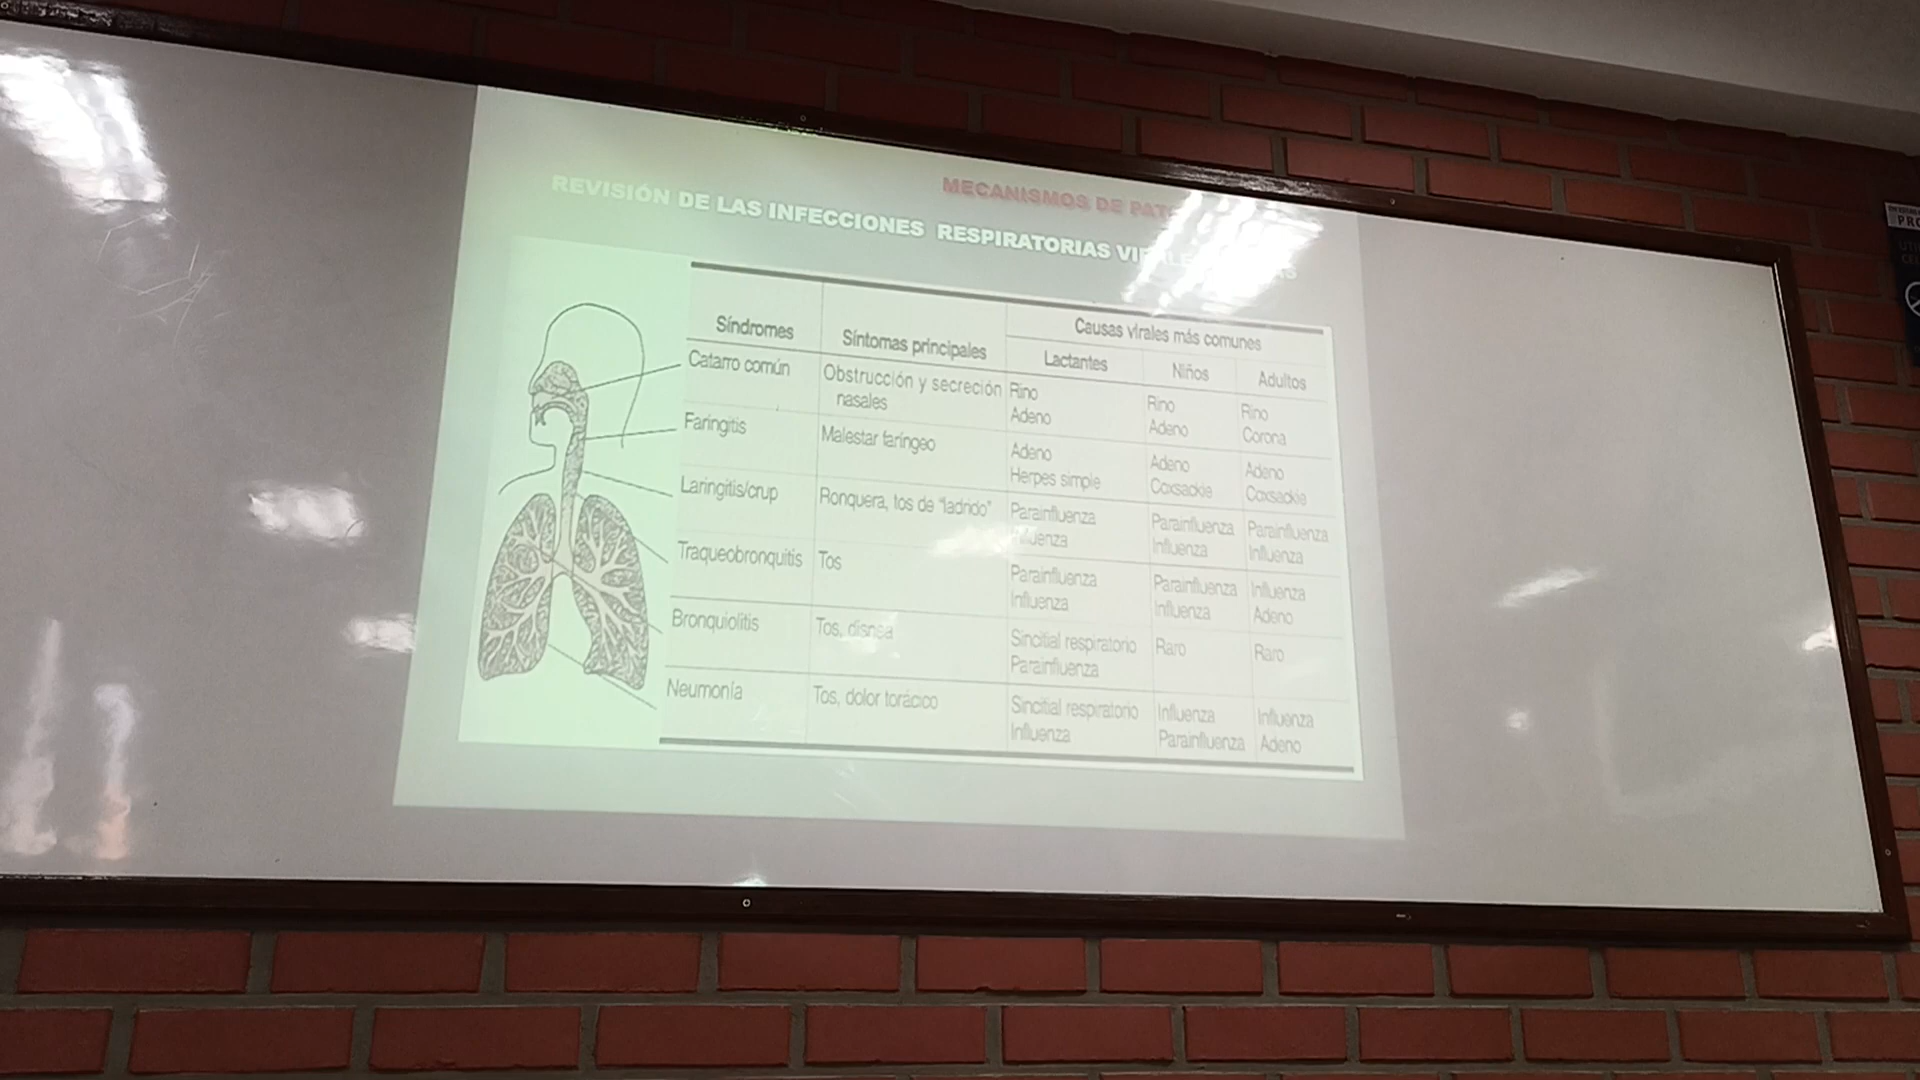 MECANISMOS DE
REVISIÓN DE LAS INFECCIONES RESPIRATORIAS
Síndromes
Síntomas principales
Causas virales más comunes
Lactantes
Niños
Adultos
Catarro común
Obstrucción y secreción
nasales
Rino
Adeno
Rino
Adeno
Rino
Corona
Faringitis
Malestar faríngeo
Adeno
Herpes simple
Adeno
Coxsackie
Adeno
Coxsackie
Laringitis/crup
Ronquera, tos de "ladrido"
Parainfluenza
Influenza
Parainfluenza
Influenza
Parainfluenza
Influenza
Traqueobronquitis
Tos
Parainfluenza
Influenza
Parainfluenza
Influenza
Influenza
Adeno
Bronquiolitis
Tos, disnea
Sincitial respiratorio
Parainfluenza
Raro
Raro
Neumonía
Tos, dolor torácico
Sincitial respiratorio
Influenza
Influenza
Parainfluenza
Influenza
Adeno